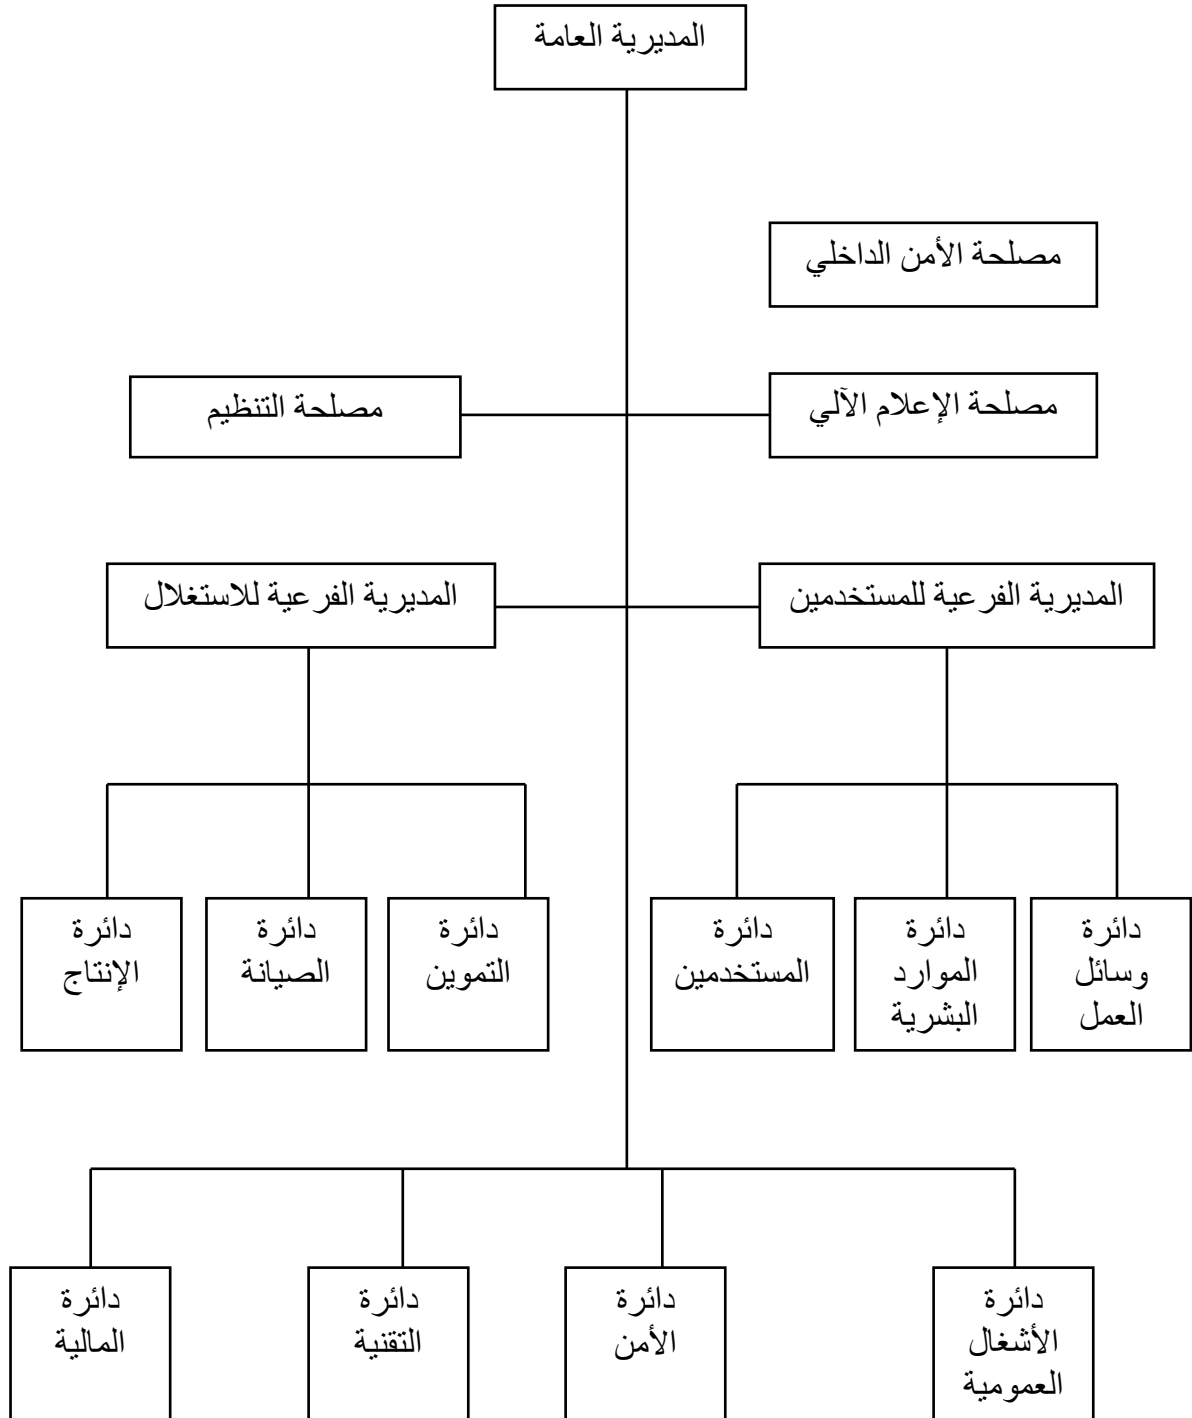 المديرية العامة
مصلحة الأمن الداخلي
مصلحة الإعلام الآلي
مصلحة التنظيم
المديرية الفرعية للمستخدمين
المديرية الفرعية للاستغلال
دائرة
وسائل
العمل
دائرة
الموارد
البشرية
دائرة
المستخدمين
دائرة
التموين
دائرة
الصيانة
دائرة
الإنتاج
دائرة
الأشغال
العمومية
دائرة
الأمن
دائرة
التقنية
دائرة
المالية